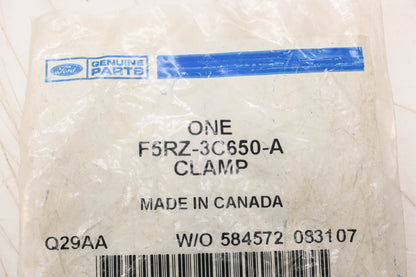 Ford
GENUINE
PARTS
ONE
F5RZ-3C650-A
CLAMP
MADE IN CANADA
Q29AA W/O 584572 083107